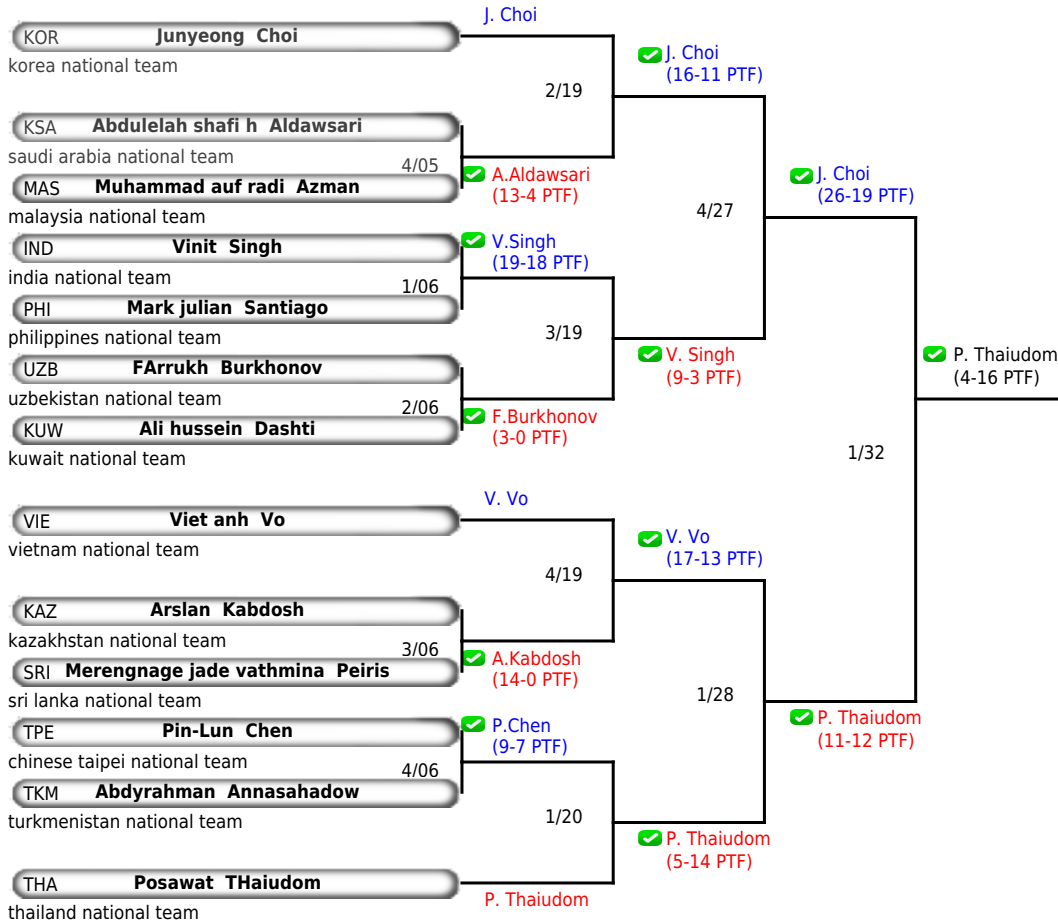 J. Choi
KOR Junyeong Choi
korea national team
J. Choi
(16-11 PTF)
2/19
KSA Abdulelah shafi h Aldawsari
saudi arabia national team
4/05
A.Aldawsari
(13-4 PTF)
MAS Muhammad auf radi Azman
malaysia national team
J. Choi
(26-19 PTF)
4/27
IND Vinit Singh
india national team
V.Singh
(19-18 PTF)
1/06
PHI Mark julian Santiago
philippines national team
3/19
V. Singh
(9-3 PTF)
P. Thaiudom
(4-16 PTF)
UZB FArrukh Burkhonov
uzbekistan national team
2/06
F.Burkhonov
(3-0 PTF)
KUW Ali hussein Dashti
kuwait national team
1/32
V. Vo
VIE Viet anh Vo
vietnam national team
V. Vo
(17-13 PTF)
4/19
KAZ Arslan Kabdosh
kazakhstan national team
3/06
A.Kabdosh
(14-0 PTF)
SRI Merengnage jade vathmina Peiris
sri lanka national team
1/28
P. Thaiudom
(11-12 PTF)
TPE Pin-Lun Chen
chinese taipei national team
P.Chen
(9-7 PTF)
4/06
TKM Abdyrahman Annasahadow
turkmenistan national team
1/20
P. Thaiudom
(5-14 PTF)
THA Posawat THaiudom
thailand national team
P. Thaiudom